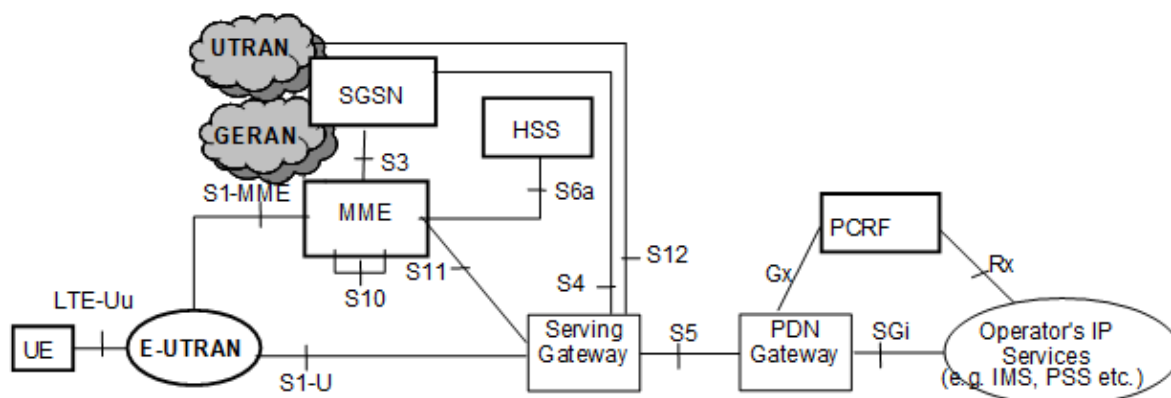 UTRAN
SGSN
GERAN
HSS
S3
S1-MME
S6a
MME
PCRF
S11
S12
S10
S4
Gx
Rx
LTE-Uu
UE
E-UTRAN
Serving
Gateway
S5
PDN
Gateway
SGi
Operator's IP
Services
(e.g. IMS, PSS etc.)
S1-U